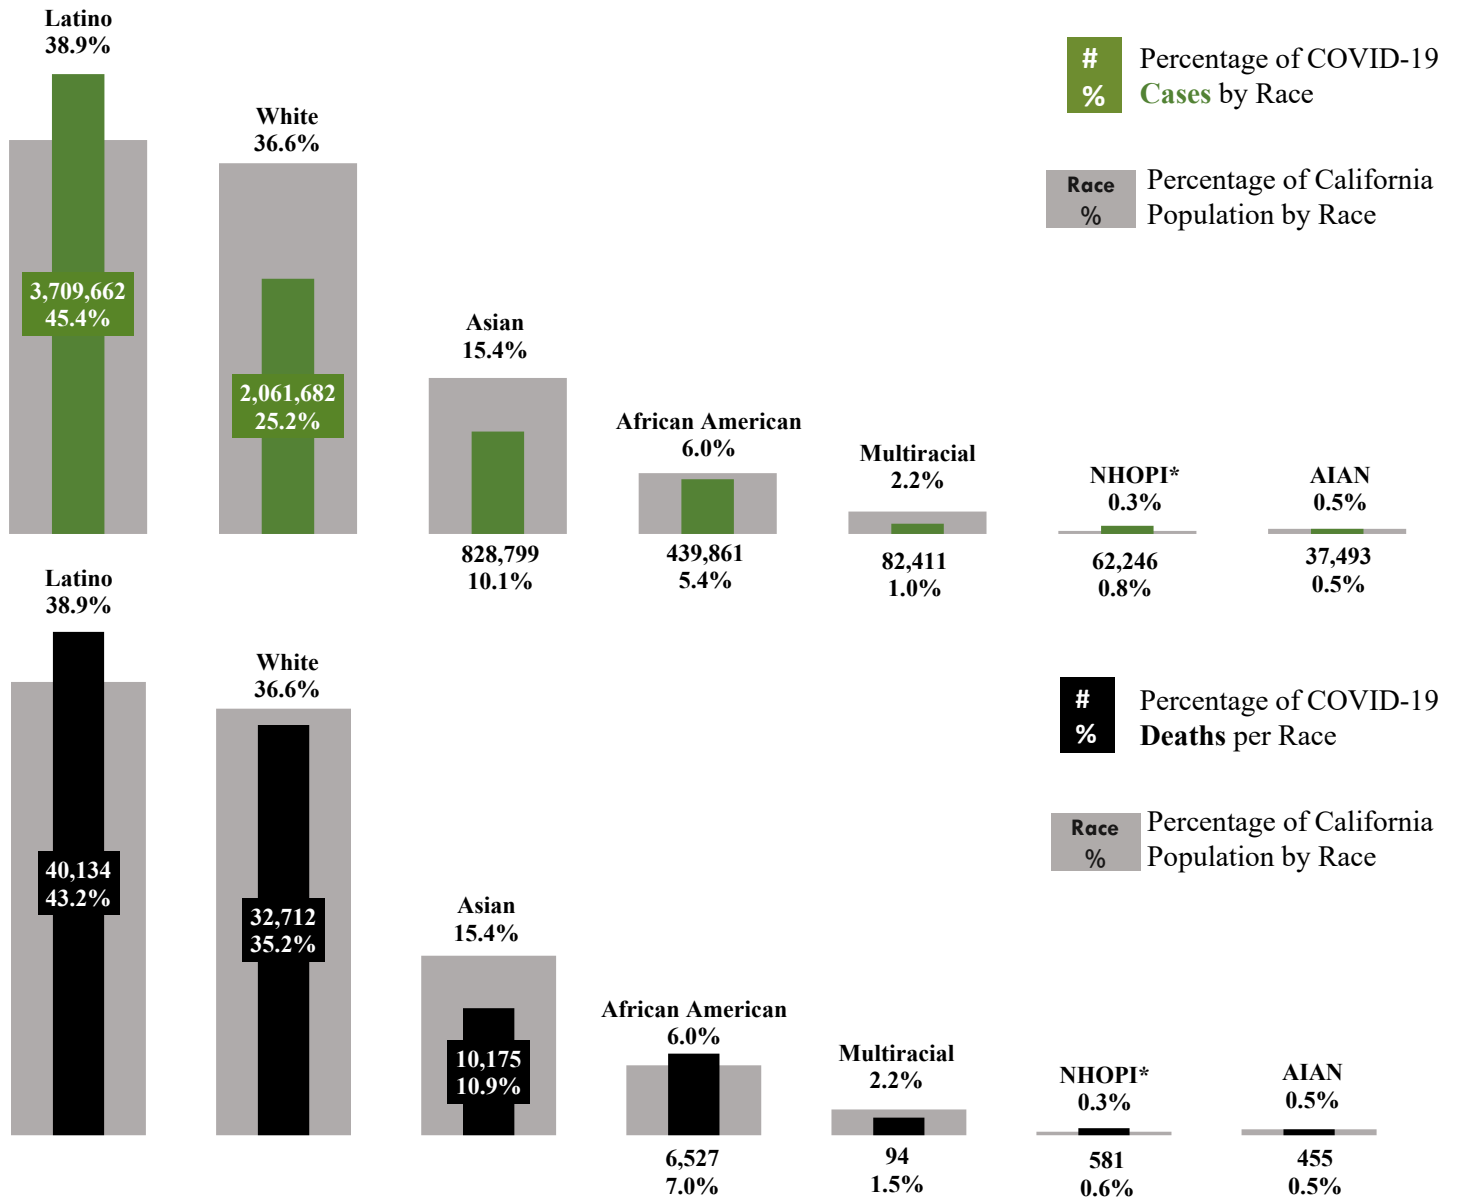 Latino
38.9%
3,709,662
45.4%
White
36.6%
2,061,682
25.2%
Asian
15.4%
828,799
10.1%
African American
6.0%
439,861
5.4%
Multiracial
2.2%
82,411
1.0%
NHOPI*
0.3%
62,246
0.8%
AIAN
0.5%
37,493
0.5%
#
%
Percentage of COVID-19
Cases by Race
Race
%
Percentage of California
Population by Race
Latino
38.9%
40,134
43.2%
White
36.6%
32,712
35.2%
Asian
15.4%
10,175
10.9%
African American
6.0%
6,527
7.0%
Multiracial
2.2%
94
1.5%
NHOPI*
0.3%
581
0.6%
AIAN
0.5%
455
0.5%
#
%
Percentage of COVID-19
Deaths per Race
Race
%
Percentage of California
Population by Race